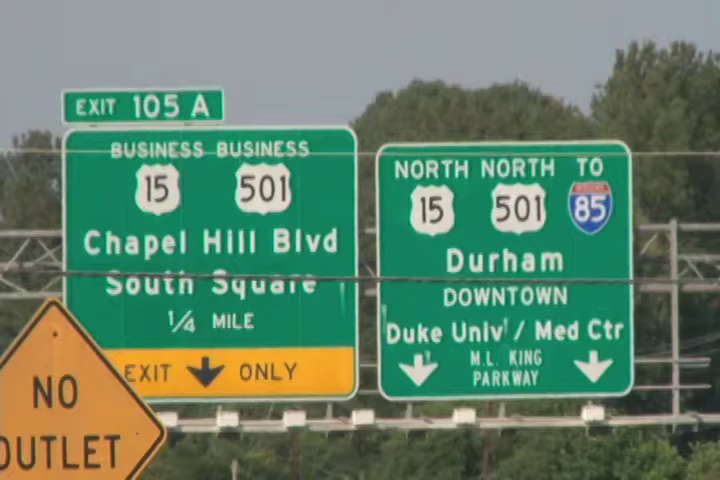 EXIT 105 A
BUSINESS BUSINESS
15 501
Chapel Hill Blvd
South Square
1/4 MILE
EXIT ONLY
NORTH NORTH TO
15 501 85
Durham
DOWNTOWN
Duke Univ / Med Ctr
M.L. KING
PARKWAY
NO
OUTLET